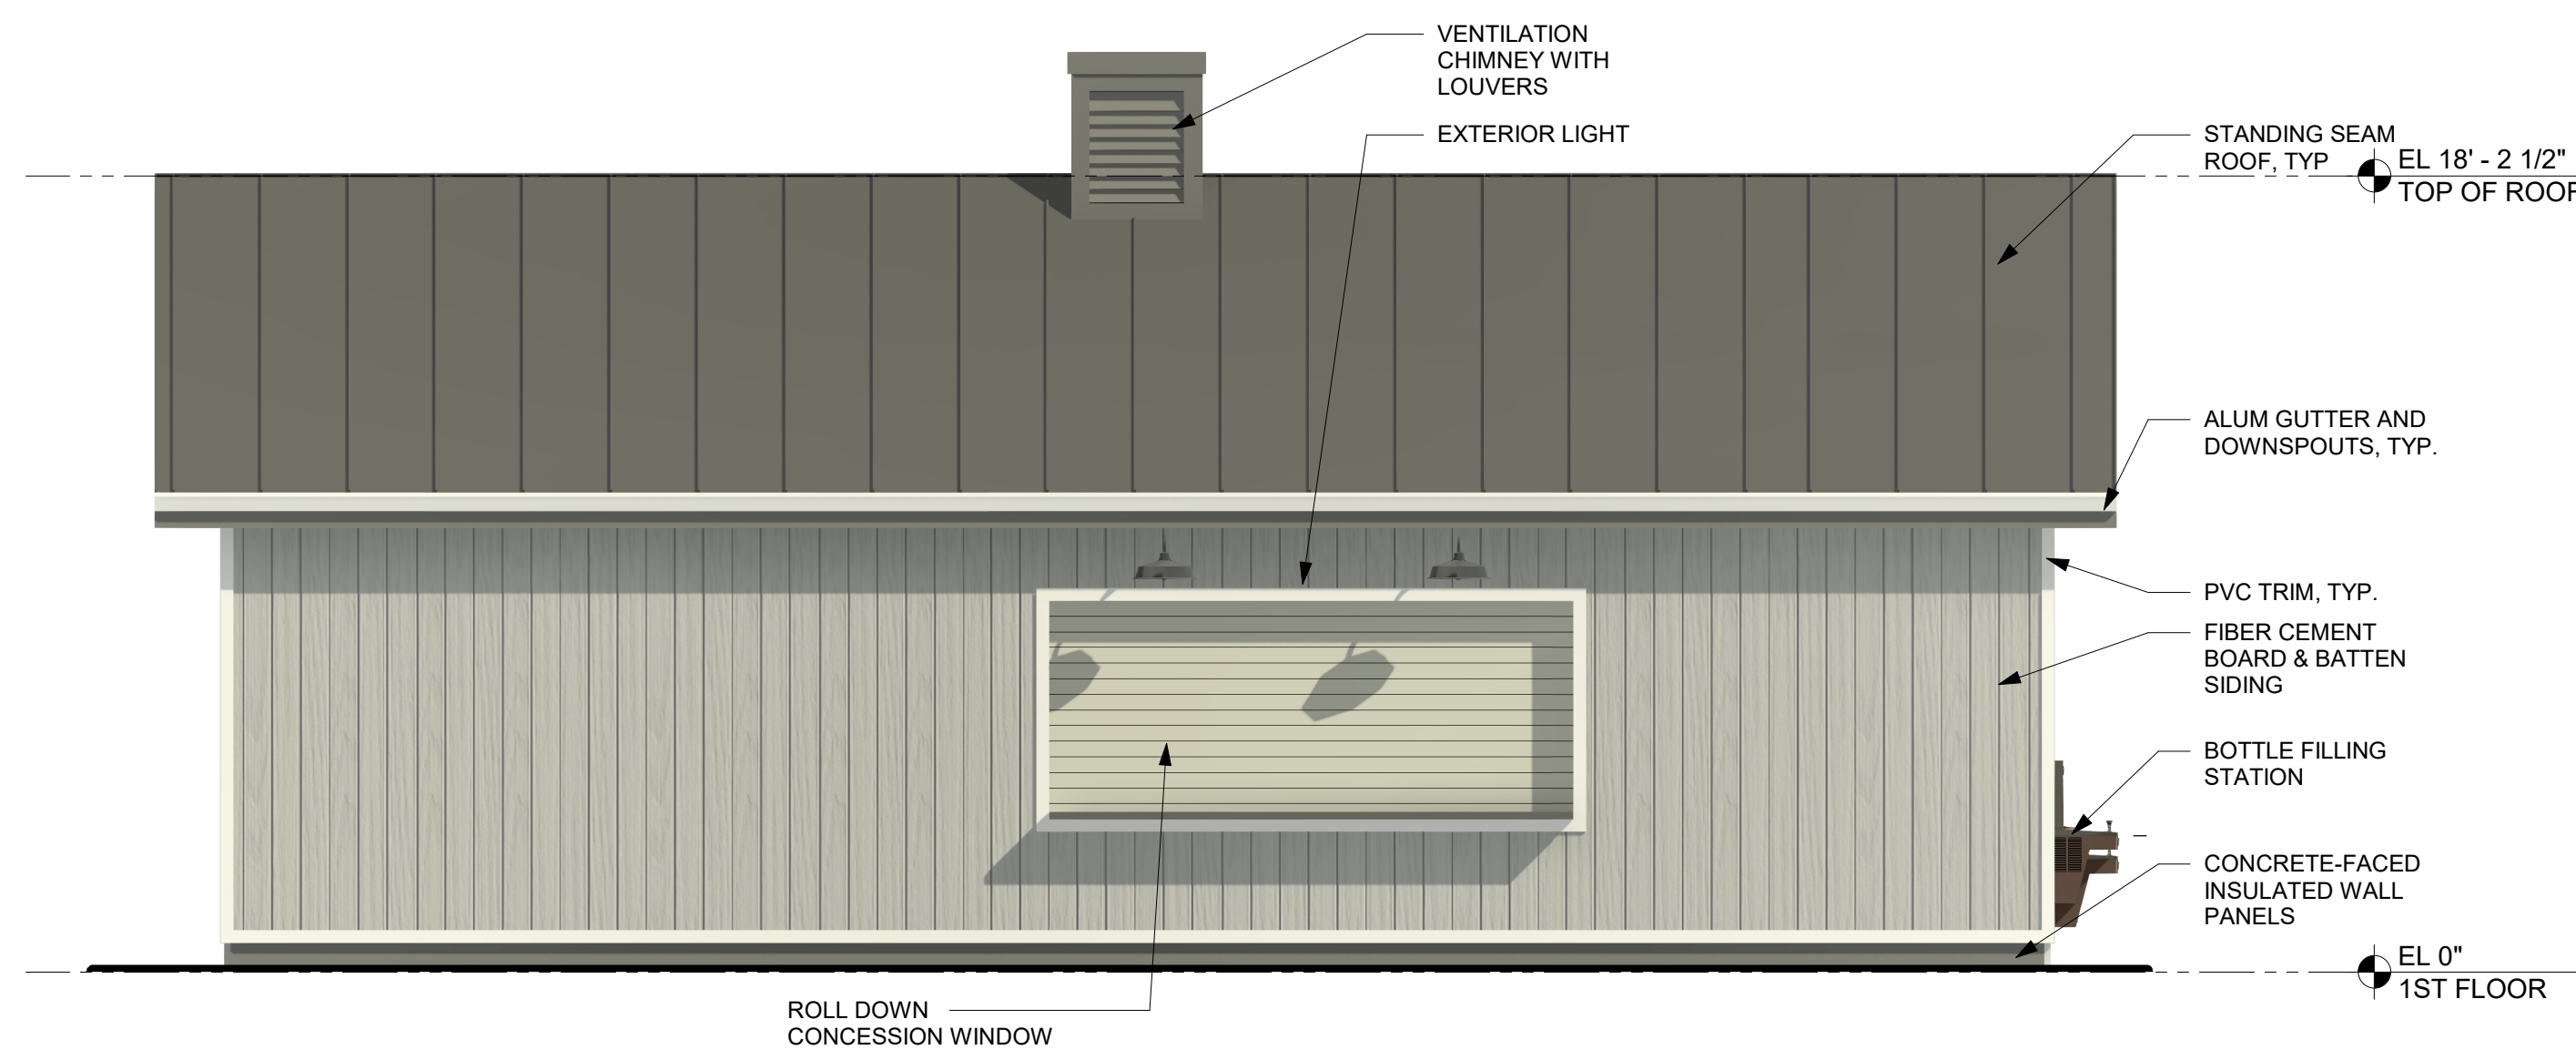 VENTILATION
CHIMNEY WITH
LOUVERS
EXTERIOR LIGHT
STANDING SEAM
ROOF, TYP
EL 18' - 2 1/2"
TOP OF ROOF
ALUM GUTTER AND
DOWNSPOUTS, TYP.
PVC TRIM, TYP.
FIBER CEMENT
BOARD & BATTEN
SIDING
BOTTLE FILLING
STATION
CONCRETE-FACED
INSULATED WALL
PANELS
EL 0"
1ST FLOOR
ROLL DOWN
CONCESSION WINDOW